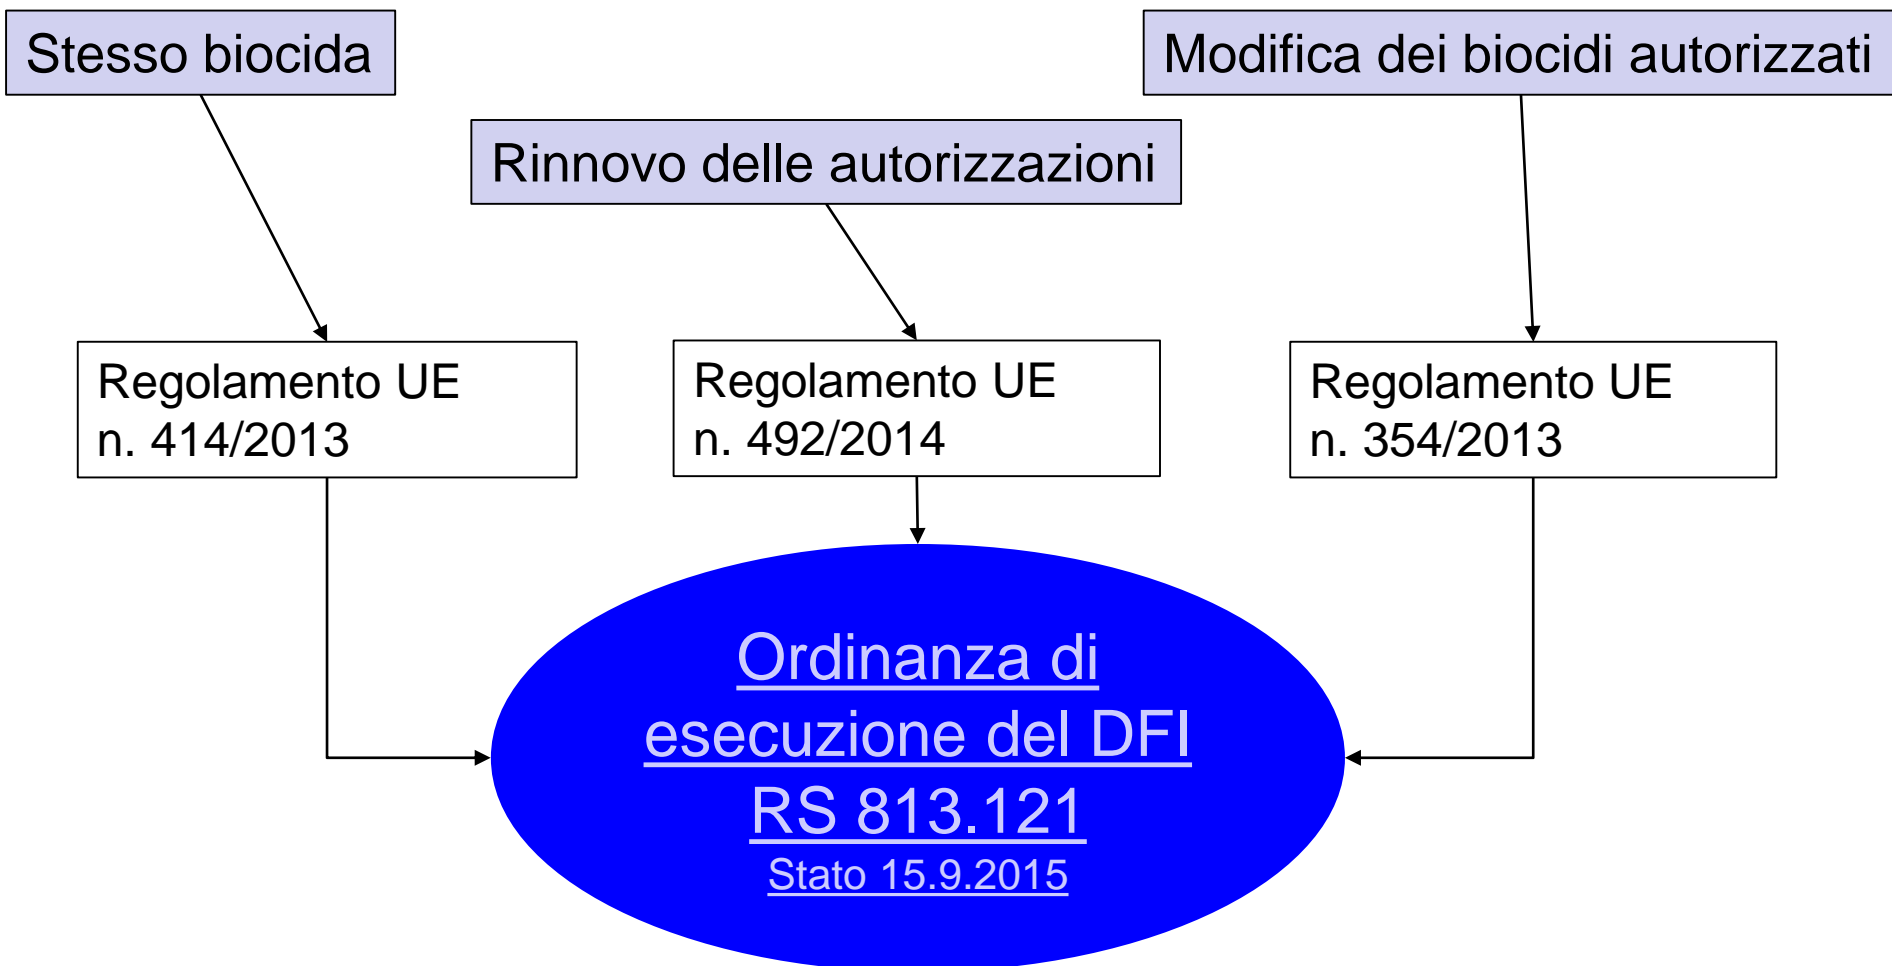 Stesso biocida
Modifica dei biocidi autorizzati
Rinnovo delle autorizzazioni
Regolamento UE
n. 414/2013
Regolamento UE
n. 492/2014
Regolamento UE
n. 354/2013
Ordinanza di
esecuzione del DFI
RS 813.121
Stato 15.9.2015